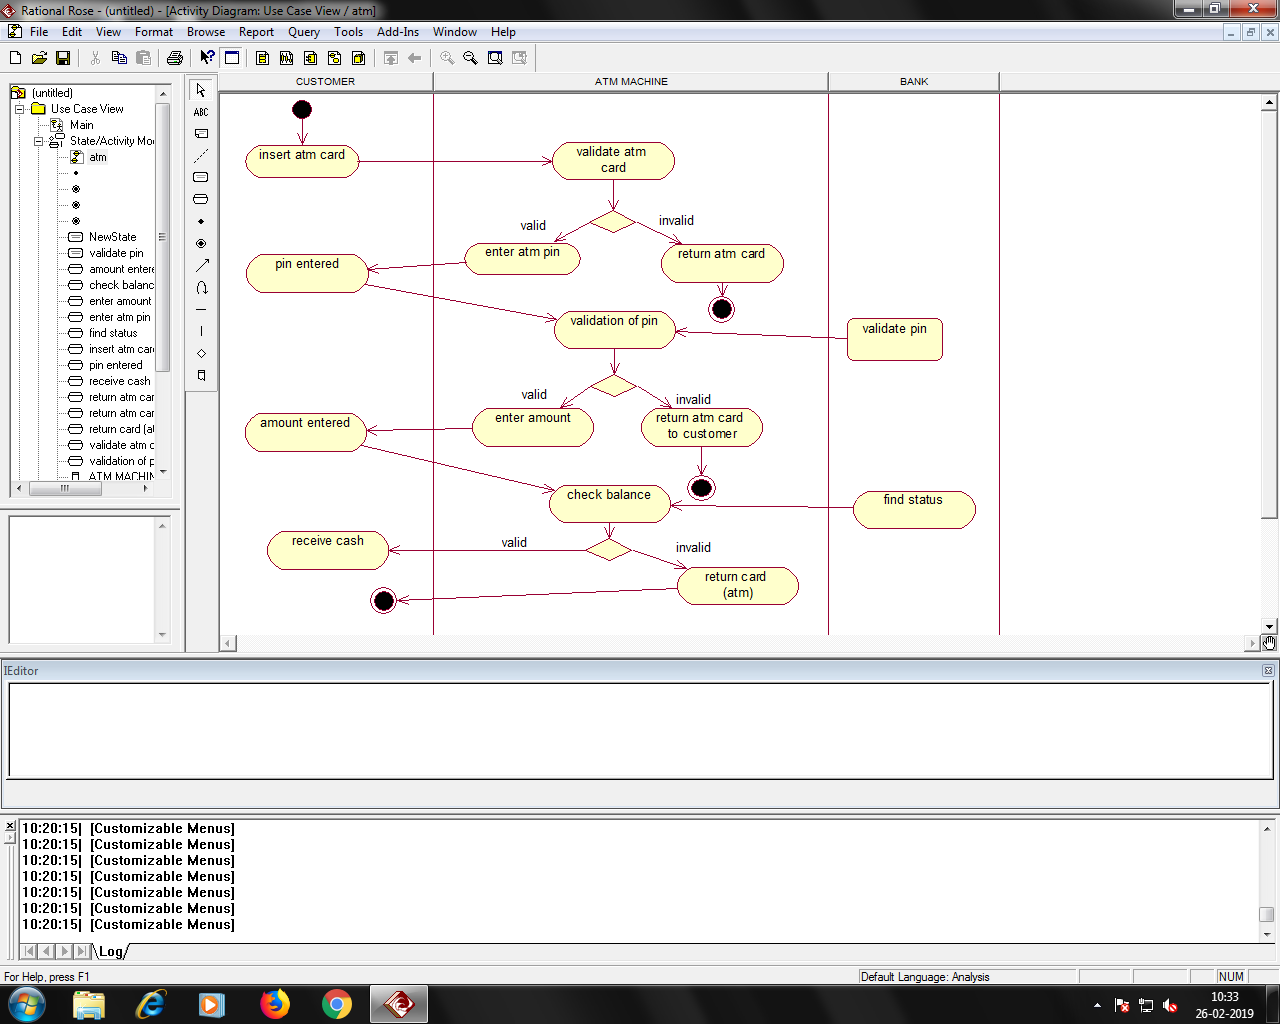 Rational Rose - (untitled) - [Activity Diagram: Use Case View / atm]
File Edit View Format Browse Report Query Tools Add-Ins Window Help
(untitled)
Use Case View
Main
State/Activity Mo
atm
NewState
validate pin
amount entere
check balanc
enter amount
enter atm pin
find status
insert atm car
pin entered
receive cash
return atm car
return atm car
return card (a
validate atm c
validation of p
ATM MACHIN
ABC
CUSTOMER ATM MACHINE BANK
insert atm card
validate atm
card
valid
invalid
enter atm pin
return atm card
pin entered
validation of pin
validate pin
valid
invalid
amount entered
enter amount
return atm card
to customer
check balance
find status
receive cash
valid
invalid
return card
(atm)
IEditor
10:20:15| [Customizable Menus]
10:20:15| [Customizable Menus]
10:20:15| [Customizable Menus]
10:20:15| [Customizable Menus]
10:20:15| [Customizable Menus]
10:20:15| [Customizable Menus]
10:20:15| [Customizable Menus]
Log
For Help, press F1
Default Language: Analysis
NUM
10:33
26-02-2019